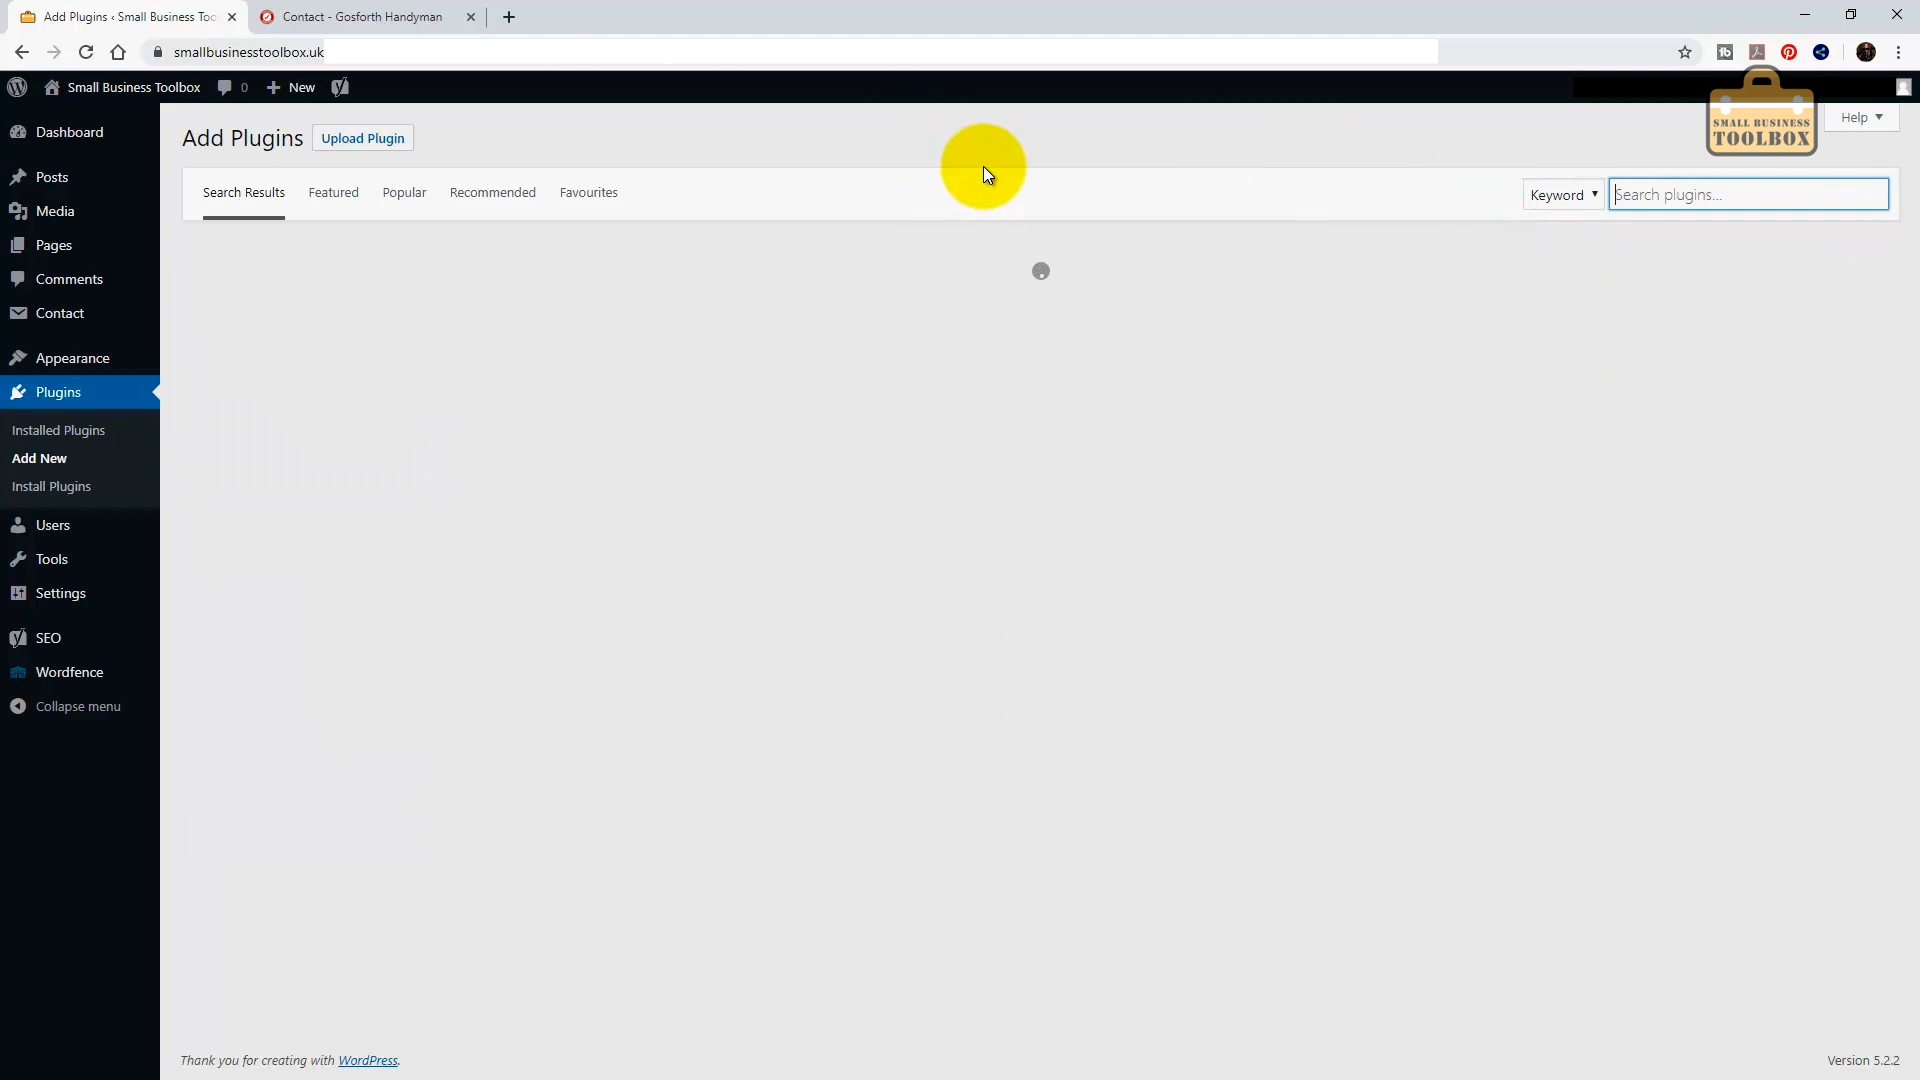 Add Plugins ‹ Small Business Too
Contact - Gosforth Handyman
smallbusinesstoolbox.uk
Small Business Toolbox
0
New
SMALL BUSINESS
TOOLBOX
Help
Dashboard
Posts
Media
Pages
Comments
Contact
Appearance
Plugins
Installed Plugins
Add New
Install Plugins
Users
Tools
Settings
SEO
Wordfence
Collapse menu
Add Plugins
Upload Plugin
Search Results
Featured
Popular
Recommended
Favourites
Keyword
Search plugins...
Thank you for creating with WordPress.
Version 5.2.2